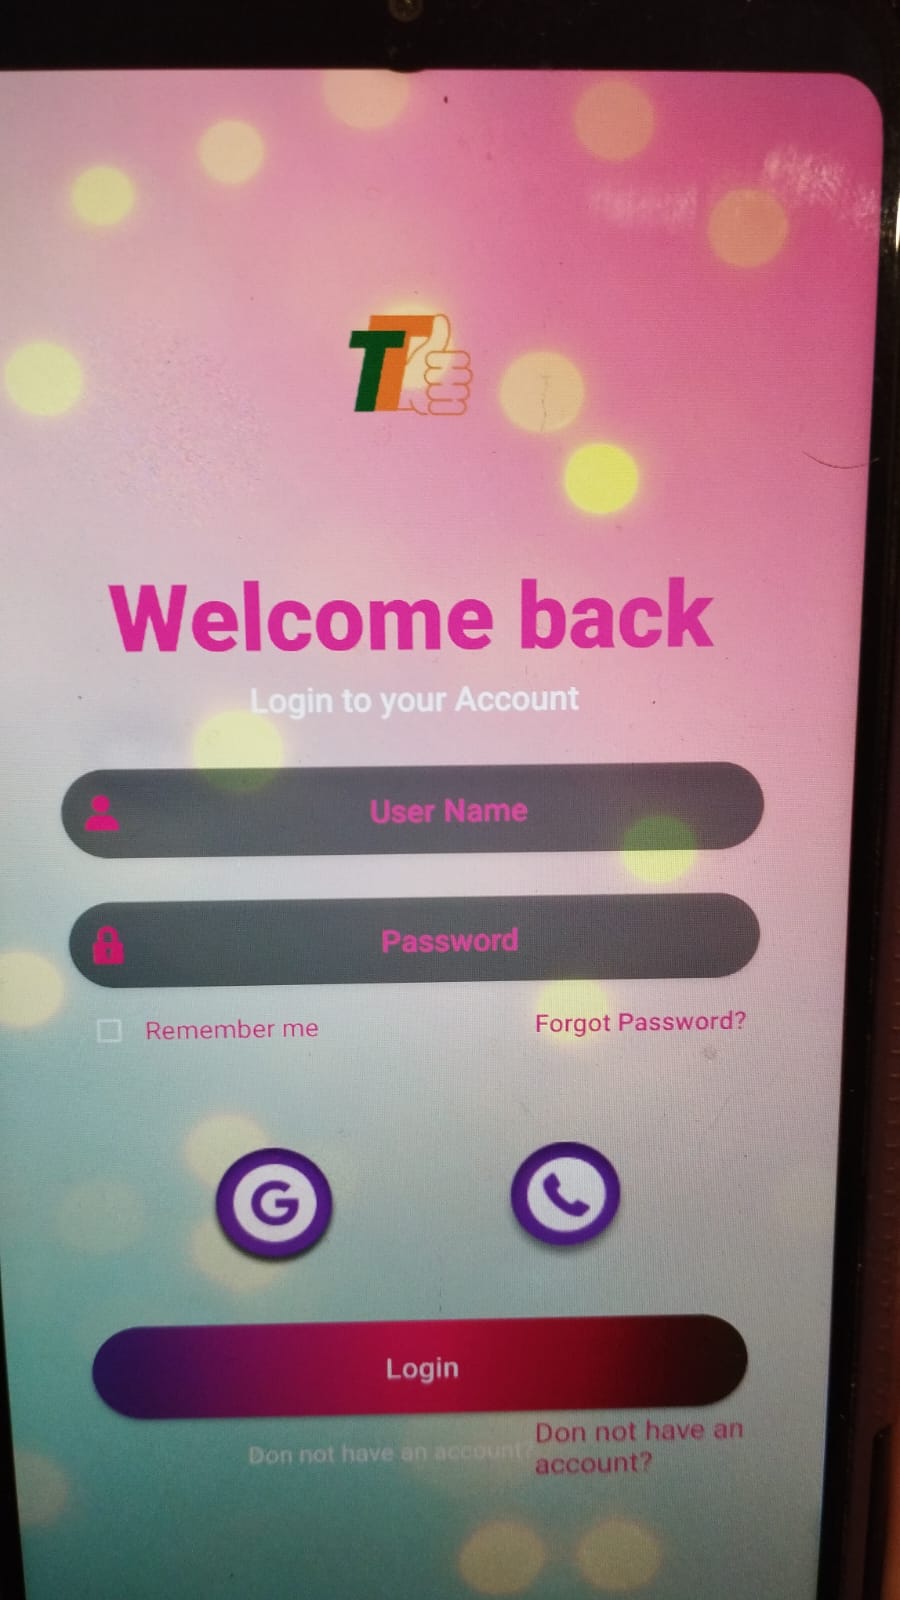 TT
Welcome back
Login to your Account
User Name
Password
Remember me
Forgot Password?
G
Login
Don not have an account?
Don not have an
account?